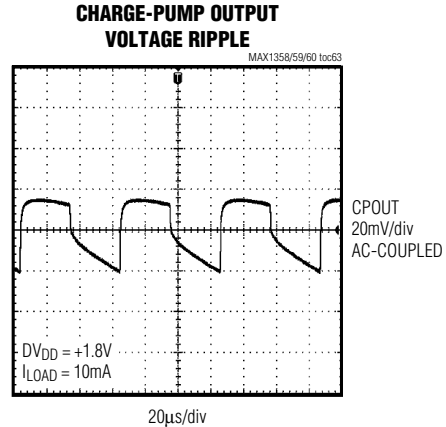 CHARGE-PUMP OUTPUT
VOLTAGE RIPPLE
MAX1358/59/60 toc63
T
CPOUT
20mV/div
AC-COUPLED
DVDD = +1.8V
ILOAD = 10mA
20µs/div